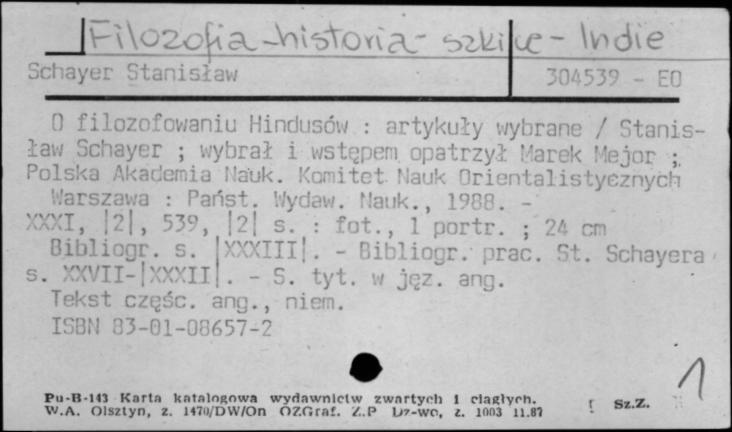 Filozofia-historia- szkice - Indie
Schayer Stanisław 304539 - EO
O filozofowaniu Hindusów : artykuły wybrane / Stanis-
ław Schayer ; wybrał i wstępem opatrzył Marek Mejor ;
Polska Akademia Nauk. Komitet Nauk Orientalistycznych
Warszawa : Państ. Wydaw. Nauk., 1988. -
XXXI, |2|, 539, |2| s. : fot., 1 portr. ; 24 cm
Bibliogr. s. |XXXIII|. - Bibliogr. prac. St. Schayera
s. XXVII-|XXXII|. - S. tyt. w jęz. ang.
Tekst częśc. ang., niem.
ISBN 83-01-08657-2
1
Pu-B-143 Karta katalogowa wydawnictw zwartych i ciągłych.
W.A. Olsztyn, z. 1470/DW/On OZGraf. Z.P Dz-wo, z. 1003 11.87 Sz.Z.